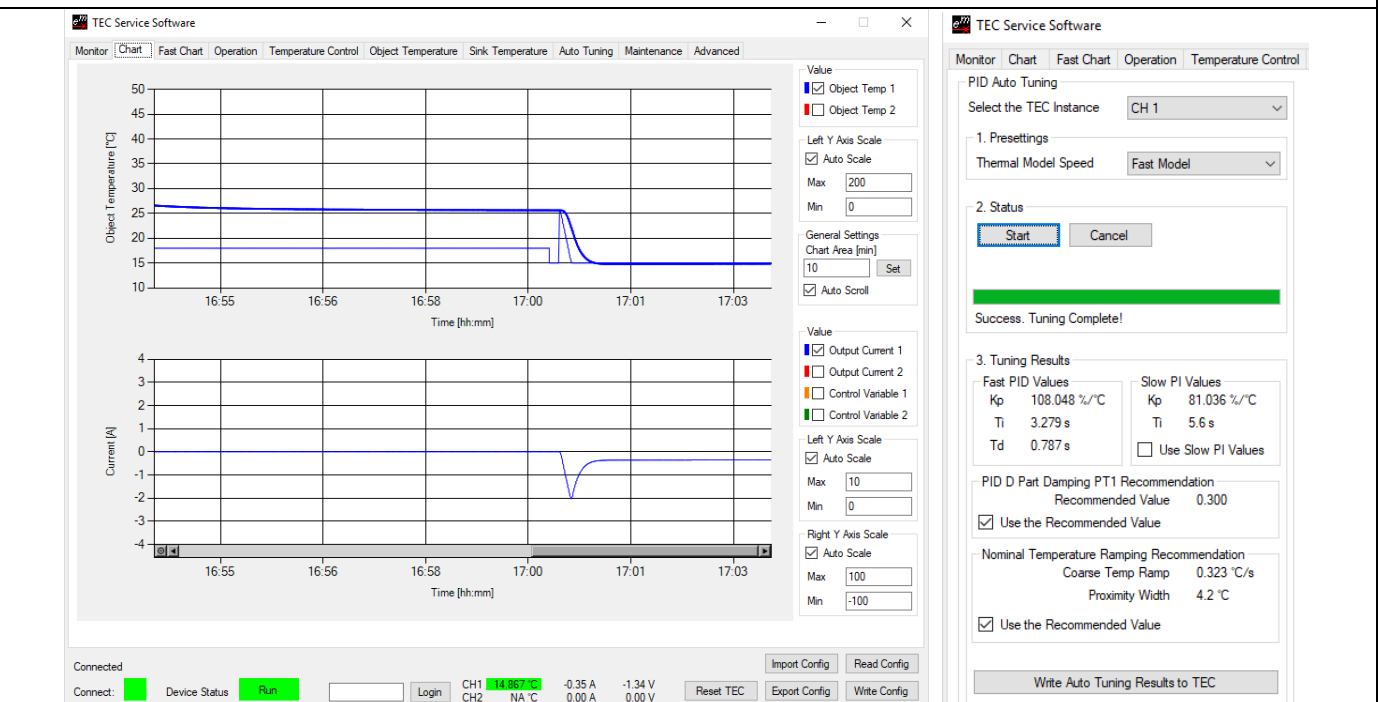 TEC Service Software
Monitor Chart Fast Chart Operation Temperature Control Object Temperature Sink Temperature Auto Tuning Maintenance Advanced
Object Temperature [°C]
50
45
40
35
30
25
20
15
10
16:55 16:56 16:58 17:00 17:01 17:03
Time [hh:mm]
Current [A]
4
3
2
1
0
-1
-2
-3
-4
16:55 16:56 16:58 17:00 17:01 17:03
Time [hh:mm]
Value
Object Temp 1
Object Temp 2
Left Y Axis Scale
Auto Scale
Max 200
Min 0
General Settings
Chart Area [min]
10 Set
Auto Scroll
Value
Output Current 1
Output Current 2
Control Variable 1
Control Variable 2
Left Y Axis Scale
Auto Scale
Max 10
Min 0
Right Y Axis Scale
Auto Scale
Max 100
Min -100
Connected
Import Config Read Config
Connect: Device Status Run Login
CH1 14.867 °C -0.35 A -1.34 V
CH2 NA °C 0.00 A 0.00 V
Reset TEC Export Config Write Config
TEC Service Software
Monitor Chart Fast Chart Operation Temperature Control
PID Auto Tuning
Select the TEC Instance CH 1
1. Presettings
Thermal Model Speed Fast Model
2. Status
Start Cancel
Success. Tuning Complete!
3. Tuning Results
Fast PID Values
Kp 108.048 %/°C
Ti 3.279 s
Td 0.787 s
Slow PI Values
Kp 81.036 %/°C
Ti 5.6 s
Use Slow PI Values
PID D Part Damping PT1 Recommendation
Recommended Value 0.300
Use the Recommended Value
Nominal Temperature Ramping Recommendation
Coarse Temp Ramp 0.323 °C/s
Proximity Width 4.2 °C
Use the Recommended Value
Write Auto Tuning Results to TEC